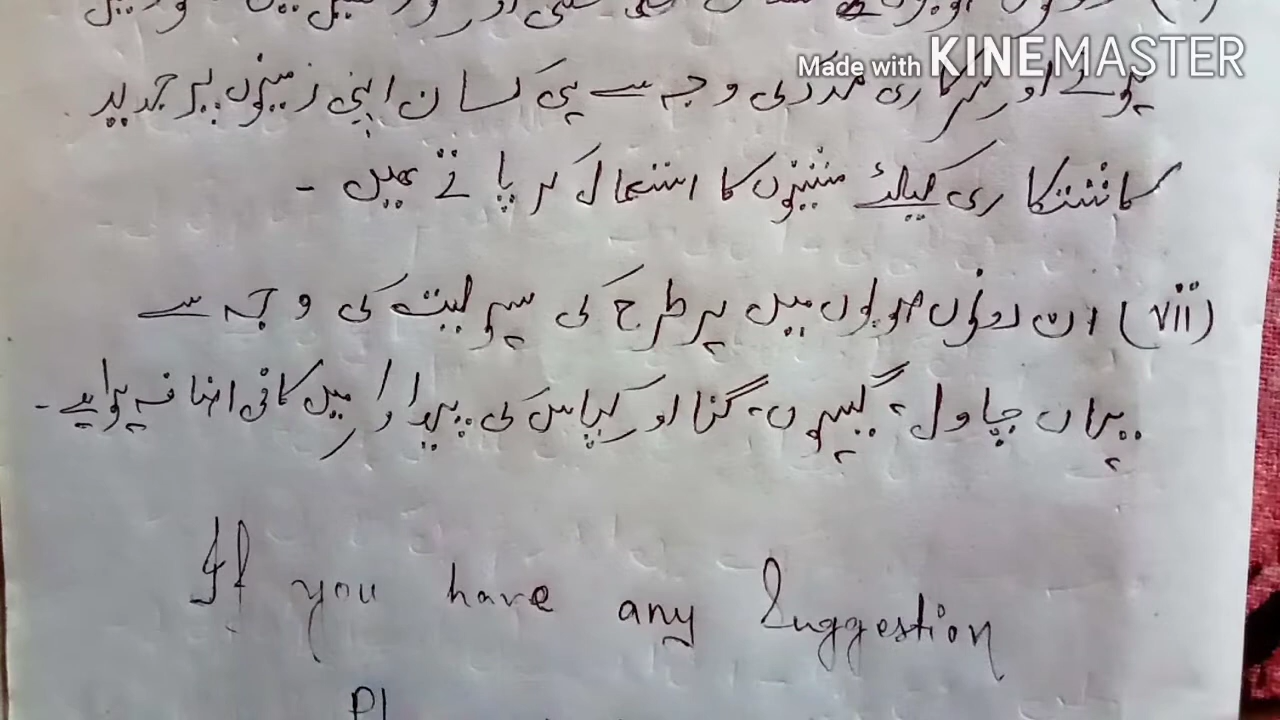 Made with KINEMASTER
ہونے اور سرکاری مدد کی وجہ سے ہی کسان اپنی زمینوں پر جدید
کاشتکاری کیلئے مشینوں کا استعمال کر پاتے ہیں۔
(vii) ان دونوں صوبوں میں ہر طرح کی سہولیت کی وجہ سے
یہاں چاول، گیہوں، گنا اور کپاس کی پیداوار میں کافی اضافہ ہوا ہے۔
If you have any Suggestion